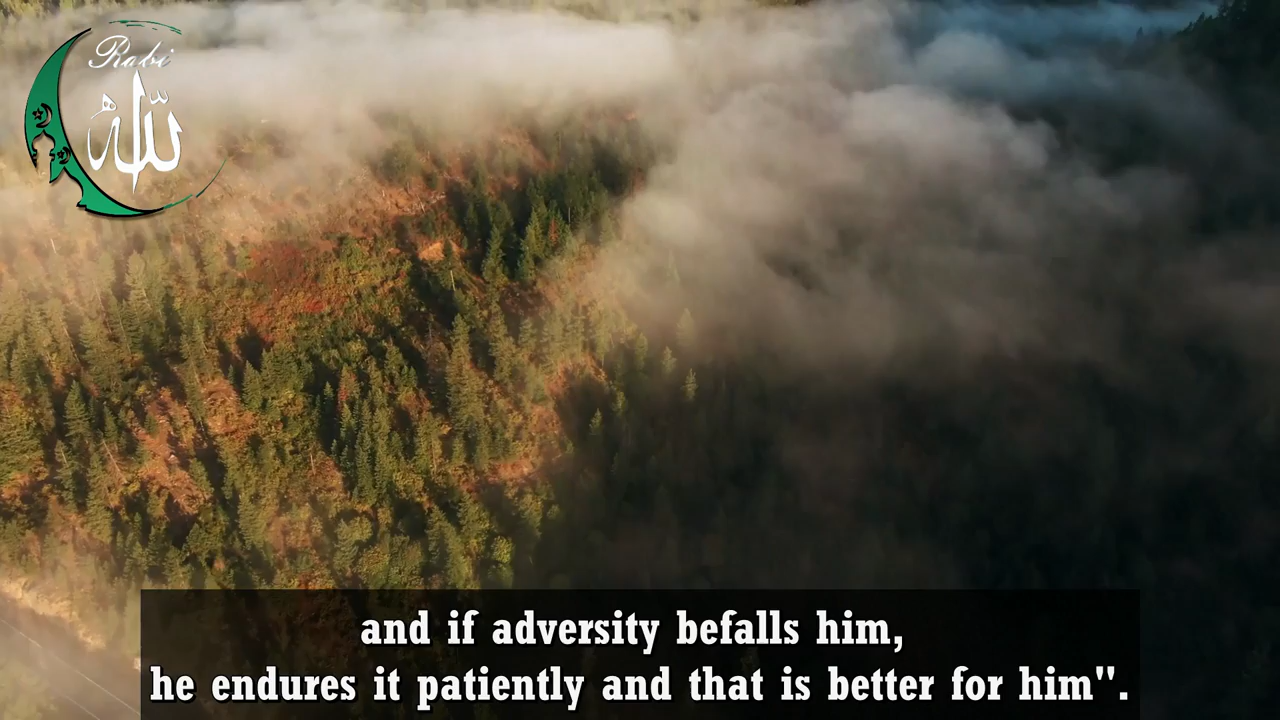 Rabi
الله
and if adversity befalls him,
he endures it patiently and that is better for him".